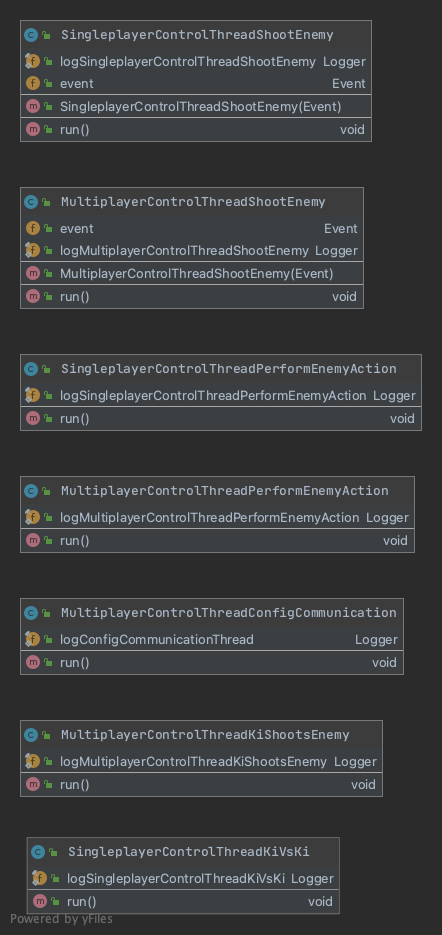 SingleplayerControlThreadShootEnemy
logSingleplayerControlThreadShootEnemy Logger
event Event
SingleplayerControlThreadShootEnemy(Event)
run() void
MultiplayerControlThreadShootEnemy
event Event
logMultiplayerControlThreadShootEnemy Logger
MultiplayerControlThreadShootEnemy(Event)
run() void
SingleplayerControlThreadPerformEnemyAction
logSingleplayerControlThreadPerformEnemyAction Logger
run() void
MultiplayerControlThreadPerformEnemyAction
logMultiplayerControlThreadPerformEnemyAction Logger
run() void
MultiplayerControlThreadConfigCommunication
logConfigCommunicationThread Logger
run() void
MultiplayerControlThreadKiShootsEnemy
logMultiplayerControlThreadKiShootsEnemy Logger
run() void
SingleplayerControlThreadKiVsKi
logSingleplayerControlThreadKiVsKi Logger
run() void
Powered by yFiles